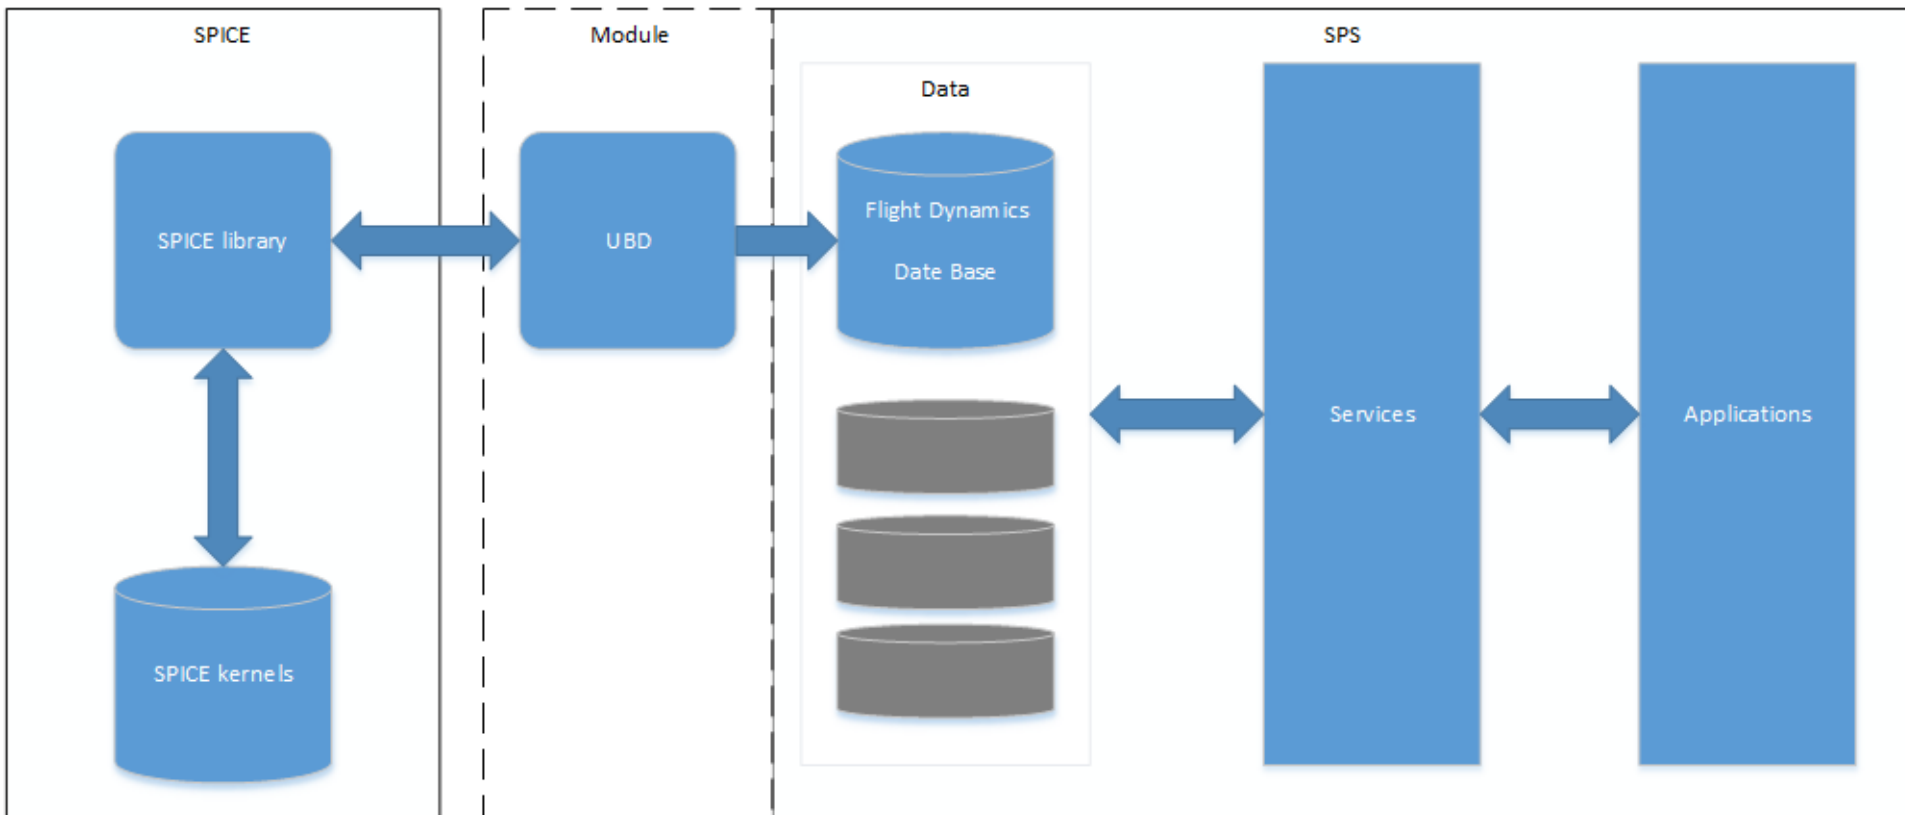 SPICE
Module
SPS
Data
SPICE library
UBD
Flight Dynamics
Date Base
Services
Applications
SPICE kernels